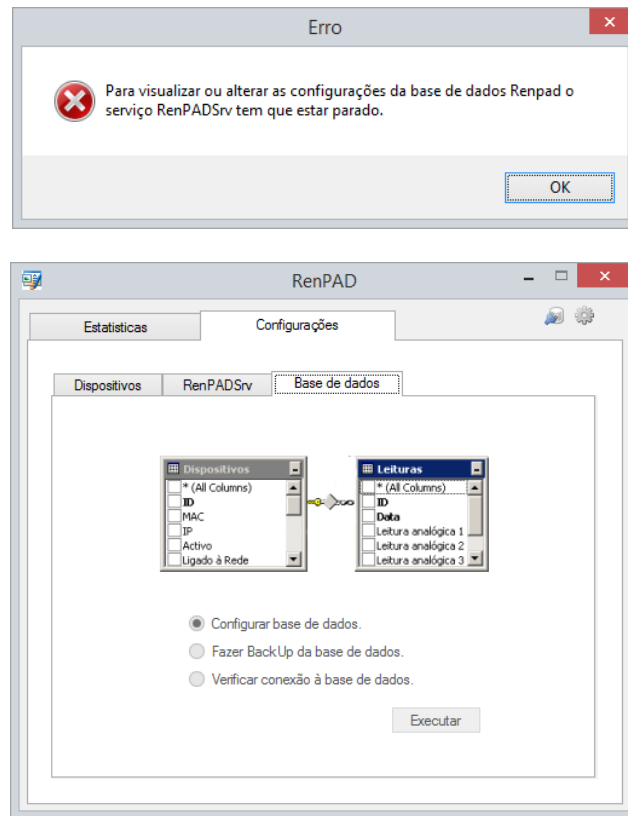 Erro
Para visualizar ou alterar as configurações da base de dados Renpad o
serviço RenPADSrv tem que estar parado.
OK
RenPAD
Estatisticas
Configurações
Dispositivos
RenPADSrv
Base de dados
Dispositivos
Leituras
* (All Columns)
ID
MAC
IP
Activo
Ligado à Rede
* (All Columns)
ID
Data
Leitura analógica 1
Leitura analógica 2
Leitura analógica 3
Configurar base de dados.
Fazer BackUp da base de dados.
Verificar conexão à base de dados.
Executar